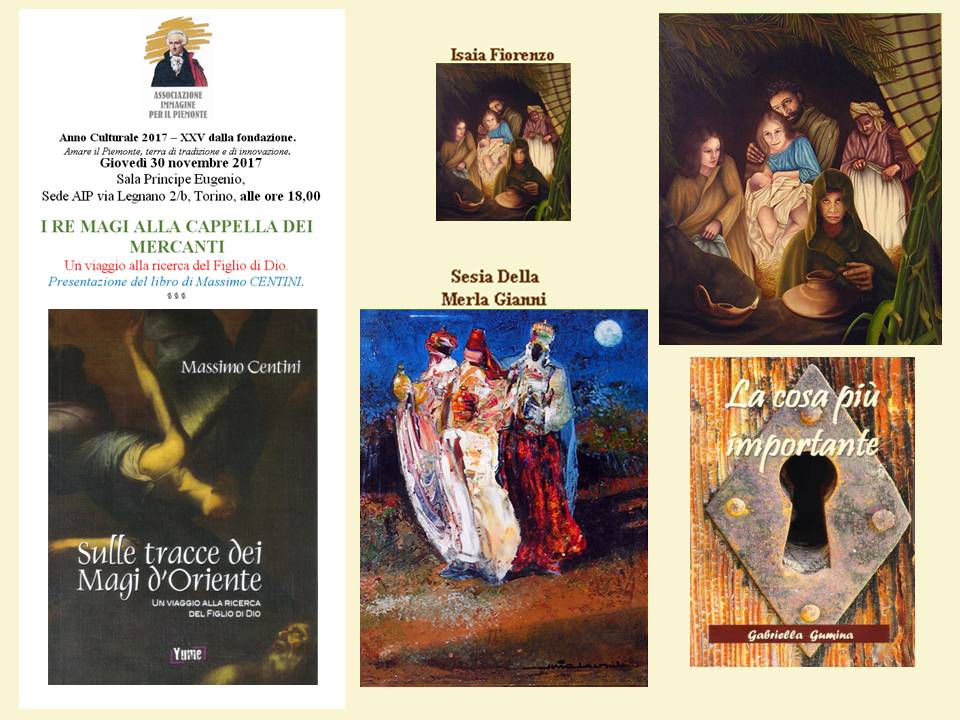 ASSOCIAZIONE
IMMAGINE
PER IL PIEMONTE
Anno Culturale 2017 – XXV dalla fondazione.
Amare il Piemonte, terra di tradizione e di innovazione.
Giovedì 30 novembre 2017
Sala Principe Eugenio,
Sede AIP via Legnano 2/b, Torino, alle ore 18,00
I RE MAGI ALLA CAPPELLA DEI
MERCANTI
Un viaggio alla ricerca del Figlio di Dio.
Presentazione del libro di Massimo CENTINI.
§ § §
Massimo Centini
Sulle tracce dei
Magi d'Oriente
Un viaggio alla ricerca
del Figlio di Dio
Yume
Isaia Fiorenzo
Sesia Della
Merla Gianni
La cosa più
importante
Gabriella Gumina